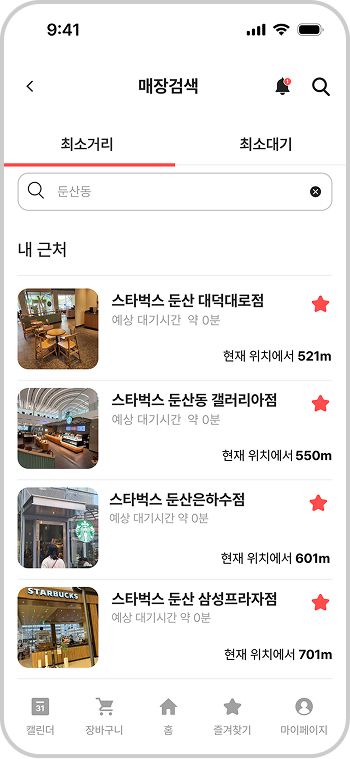 9:41
매장검색
최소거리
최소대기
둔산동
내 근처
스타벅스 둔산 대덕대로점
예상 대기시간 약 0분
현재 위치에서 521m
스타벅스 둔산동 갤러리아점
예상 대기시간 약 0분
현재 위치에서 550m
스타벅스 둔산은하수점
예상 대기시간 약 0분
현재 위치에서 601m
STARBUCKS
스타벅스 둔산 삼성프라자점
예상 대기시간 약 0분
현재 위치에서 701m
31
캘린더
장바구니
홈
즐겨찾기
마이페이지